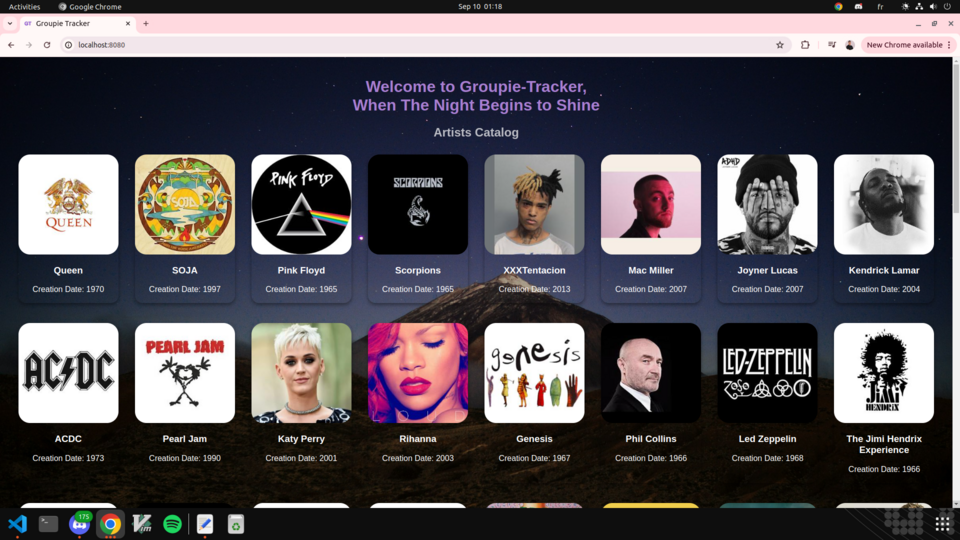 Activities
Google Chrome
Sep 10 01:18
fr
GT
Groupie Tracker
localhost:8080
New Chrome available
Welcome to Groupie-Tracker,
When The Night Begins to Shine
Artists Catalog
QUEEN
SOJA
PINK FLOYD
SCORPIONS
ADHD
Queen
SOJA
Pink Floyd
Scorpions
XXXTentacion
Mac Miller
Joyner Lucas
Kendrick Lamar
Creation Date: 1970
Creation Date: 1997
Creation Date: 1965
Creation Date: 1965
Creation Date: 2013
Creation Date: 2007
Creation Date: 2007
Creation Date: 2004
AC DC
PEARL JAM
genesis
LED-ZEPPELIN
JIMI
HENDRIX
ACDC
Pearl Jam
Katy Perry
Rihanna
Genesis
Phil Collins
Led Zeppelin
The Jimi Hendrix
Experience
Creation Date: 1973
Creation Date: 1990
Creation Date: 2001
Creation Date: 2003
Creation Date: 1967
Creation Date: 1966
Creation Date: 1968
Creation Date: 1966
175
Vim